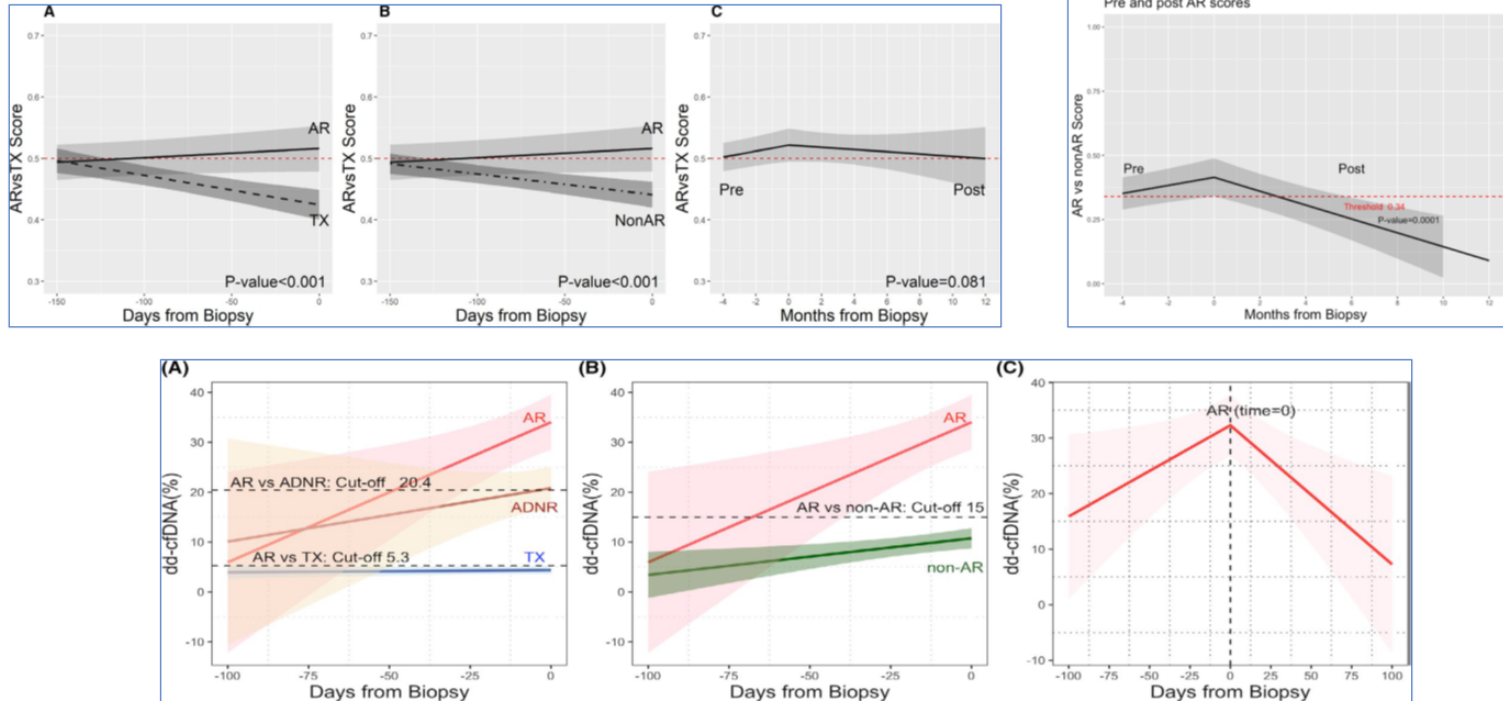 A
0.7
0.6
0.5
0.4
0.3
ARvsTX Score
AR
TX
P-value<0.001
-150
-100
-50
0
Days from Biopsy
B
0.7
0.6
0.5
0.4
0.3
ARvsTX Score
AR
NonAR
P-value<0.001
-150
-100
-50
0
Days from Biopsy
C
0.7
0.6
0.5
0.4
0.3
ARvsTX Score
Pre
Post
P-value=0.081
-4
-2
0
2
4
6
8
10
12
Months from Biopsy
Pre and post AR scores
1.00
0.75
0.50
0.25
0.00
AR vs nonAR Score
Pre
Post
Threshold: 0.34
P-value=0.0001
-4
-2
0
2
4
6
8
10
12
Months from Biopsy
(A)
40
30
20
10
0
-10
dd-cfDNA(%)
AR
AR vs ADNR: Cut-off 20.4
ADNR
AR vs TX: Cut-off 5.3
TX
-100
-75
-50
-25
0
Days from Biopsy
(B)
40
30
20
10
0
-10
dd-cfDNA(%)
AR
AR vs non-AR: Cut-off 15
non-AR
-100
-75
-50
-25
0
Days from Biopsy
(C)
40
30
20
10
0
-10
dd-cfDNA(%)
AR (time=0)
-100
-75
-50
-25
0
25
50
75
100
Days from Biopsy